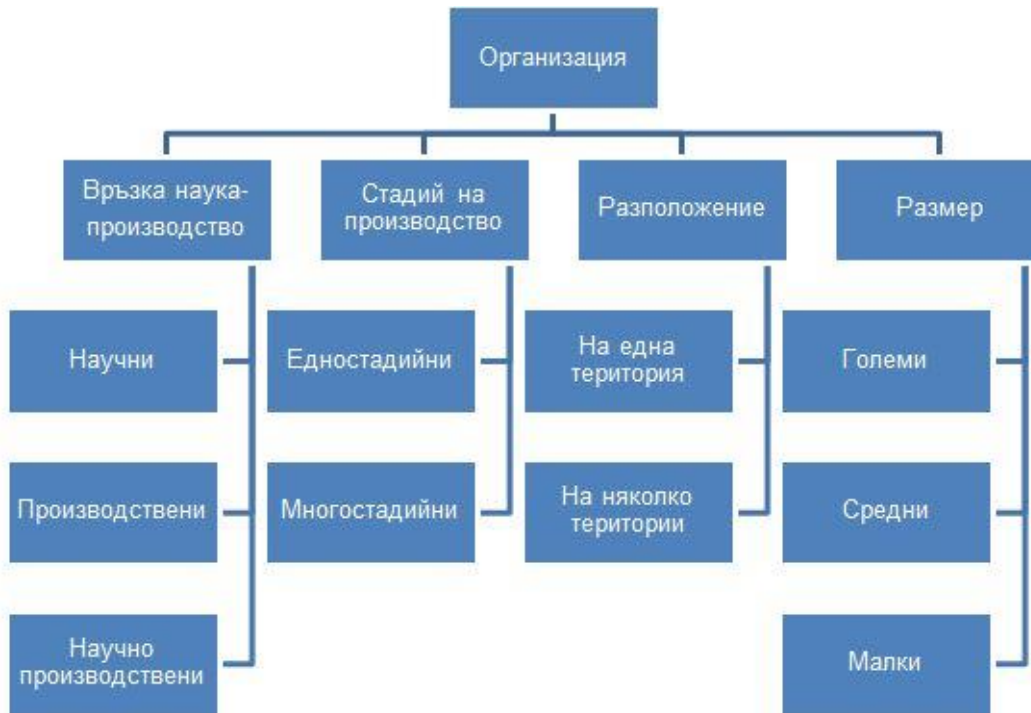 Организация
Връзка наука-
производство
Стадий на
производство
Разположение
Размер
Научни
Едностадийни
На една
територия
Големи
Производствени
Многостадийни
На няколко
територии
Средни
Научно
производствени
Малки